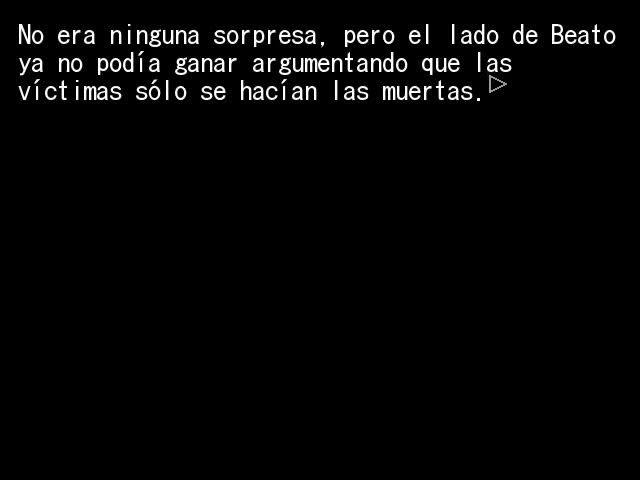 No era ninguna sorpresa, pero el lado de Beato
ya no podía ganar argumentando que las
víctimas sólo se hacían las muertas.